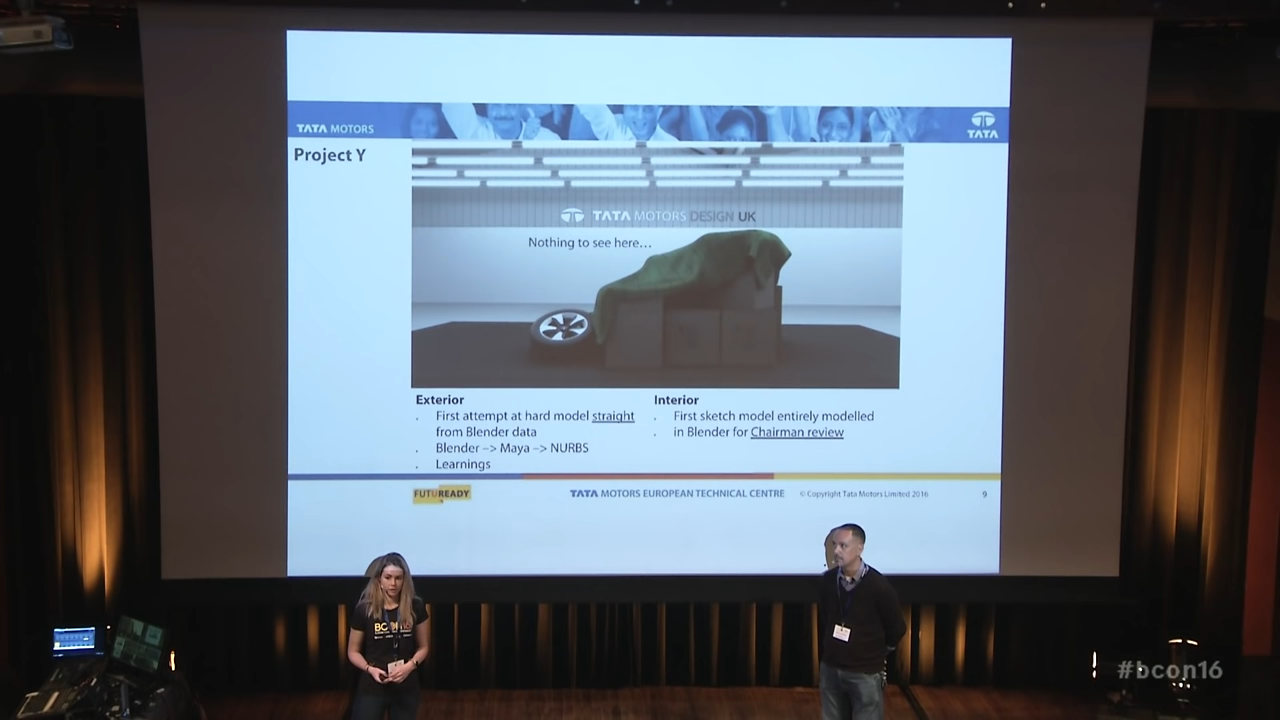 TATA MOTORS
TATA
Project Y
TATA MOTORS DESIGN UK
Nothing to see here...
Exterior
. First attempt at hard model straight
from Blender data
. Blender –> Maya –> NURBS
. Learnings
Interior
. First sketch model entirely modelled
. in Blender for Chairman review
FUTUREADY
TATA MOTORS EUROPEAN TECHNICAL CENTRE
© Copyright Tata Motors Limited 2016
9
#bcon16